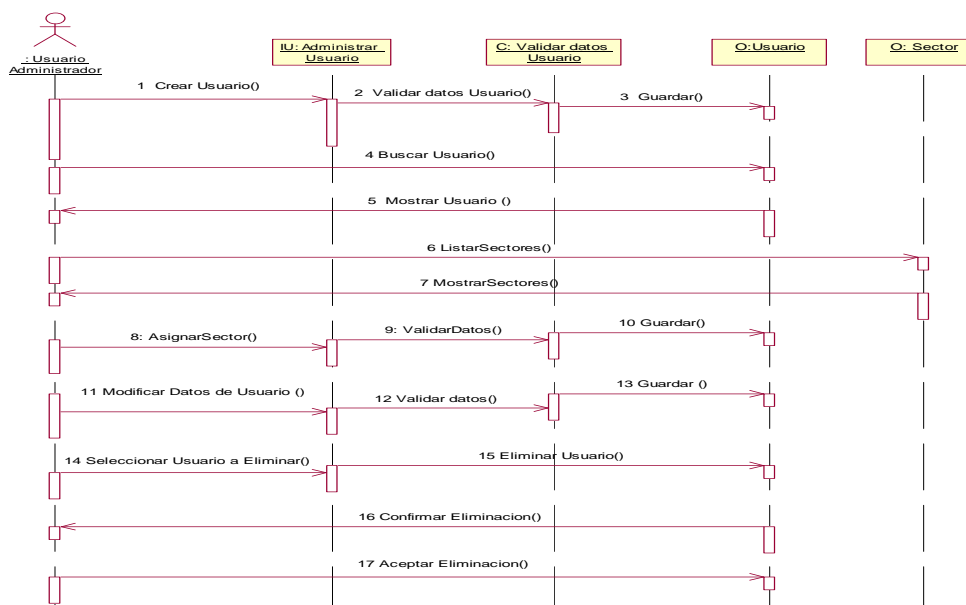 : Usuario
Administrador
IU: Administrar
Usuario
C: Validar datos
Usuario
O:Usuario
O: Sector
1 Crear Usuario()
2 Validar datos Usuario()
3 Guardar()
4 Buscar Usuario()
5 Mostrar Usuario ()
6 ListarSectores()
7 MostrarSectores()
8: AsignarSector()
9: ValidarDatos()
10 Guardar()
11 Modificar Datos de Usuario ()
12 Validar datos()
13 Guardar ()
14 Seleccionar Usuario a Eliminar()
15 Eliminar Usuario()
16 Confirmar Eliminacion()
17 Aceptar Eliminacion()